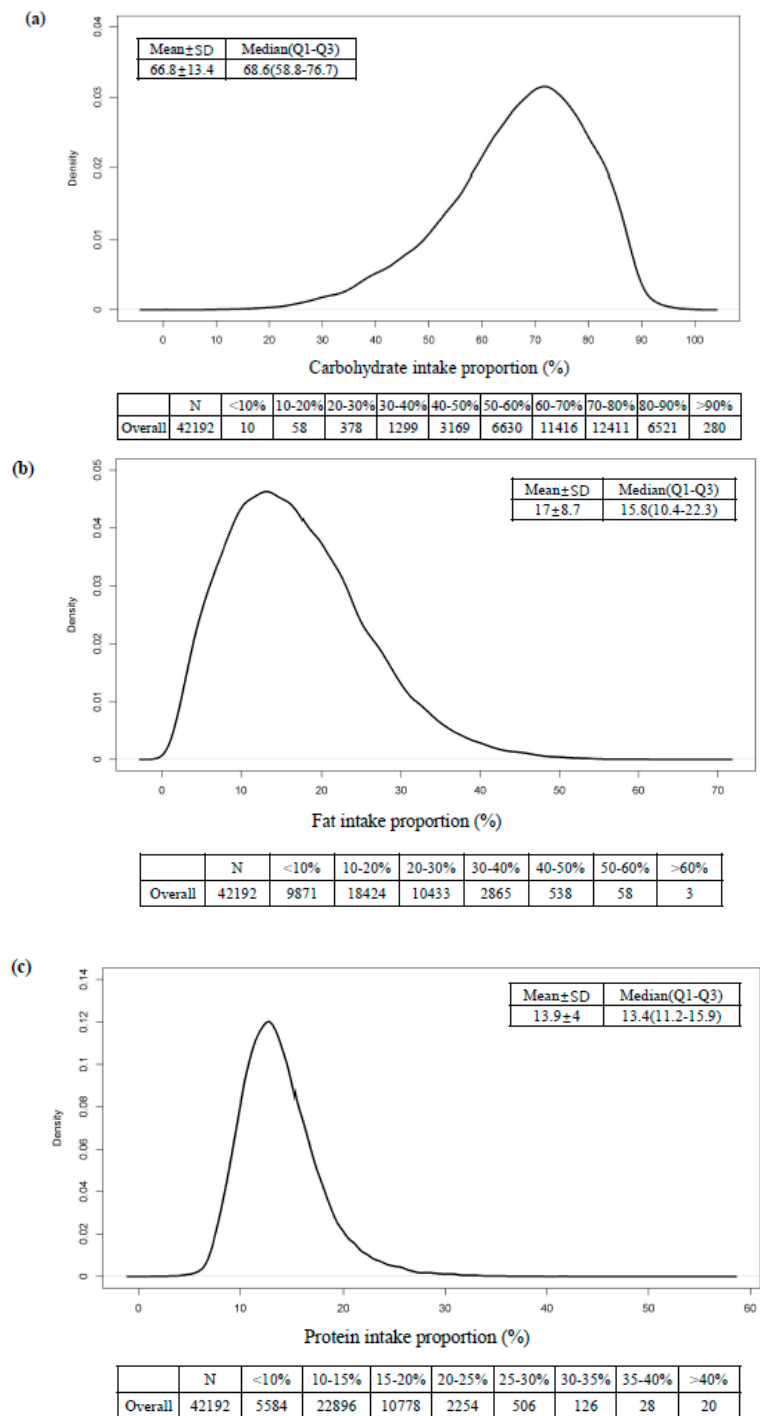 (a)
0.04
Mean±SD Median(Q1-Q3)
66.8±13.4 68.6(58.8-76.7)
0.03
Density
0.02
0.01
0
0 10 20 30 40 50 60 70 80 90 100
Carbohydrate intake proportion (%)
N <10% 10-20% 20-30% 30-40% 40-50% 50-60% 60-70% 70-80% 80-90% >90%
Overall 42192 10 58 378 1299 3169 6630 11416 12411 6521 280
(b)
0.05
Mean±SD Median(Q1-Q3)
17±8.7 15.8(10.4-22.3)
0.04
0.03
Density
0.02
0.01
0
0 10 20 30 40 50 60 70
Fat intake proportion (%)
N <10% 10-20% 20-30% 30-40% 40-50% 50-60% >60%
Overall 42192 9871 18424 10433 2865 538 58 3
(c)
0.14
Mean±SD Median(Q1-Q3)
13.9±4 13.4(11.2-15.9)
0.12
0.1
0.08
Density
0.06
0.04
0.02
0
0 10 20 30 40 50 60
Protein intake proportion (%)
N <10% 10-15% 15-20% 20-25% 25-30% 30-35% 35-40% >40%
Overall 42192 5584 22896 10778 2254 506 126 28 20